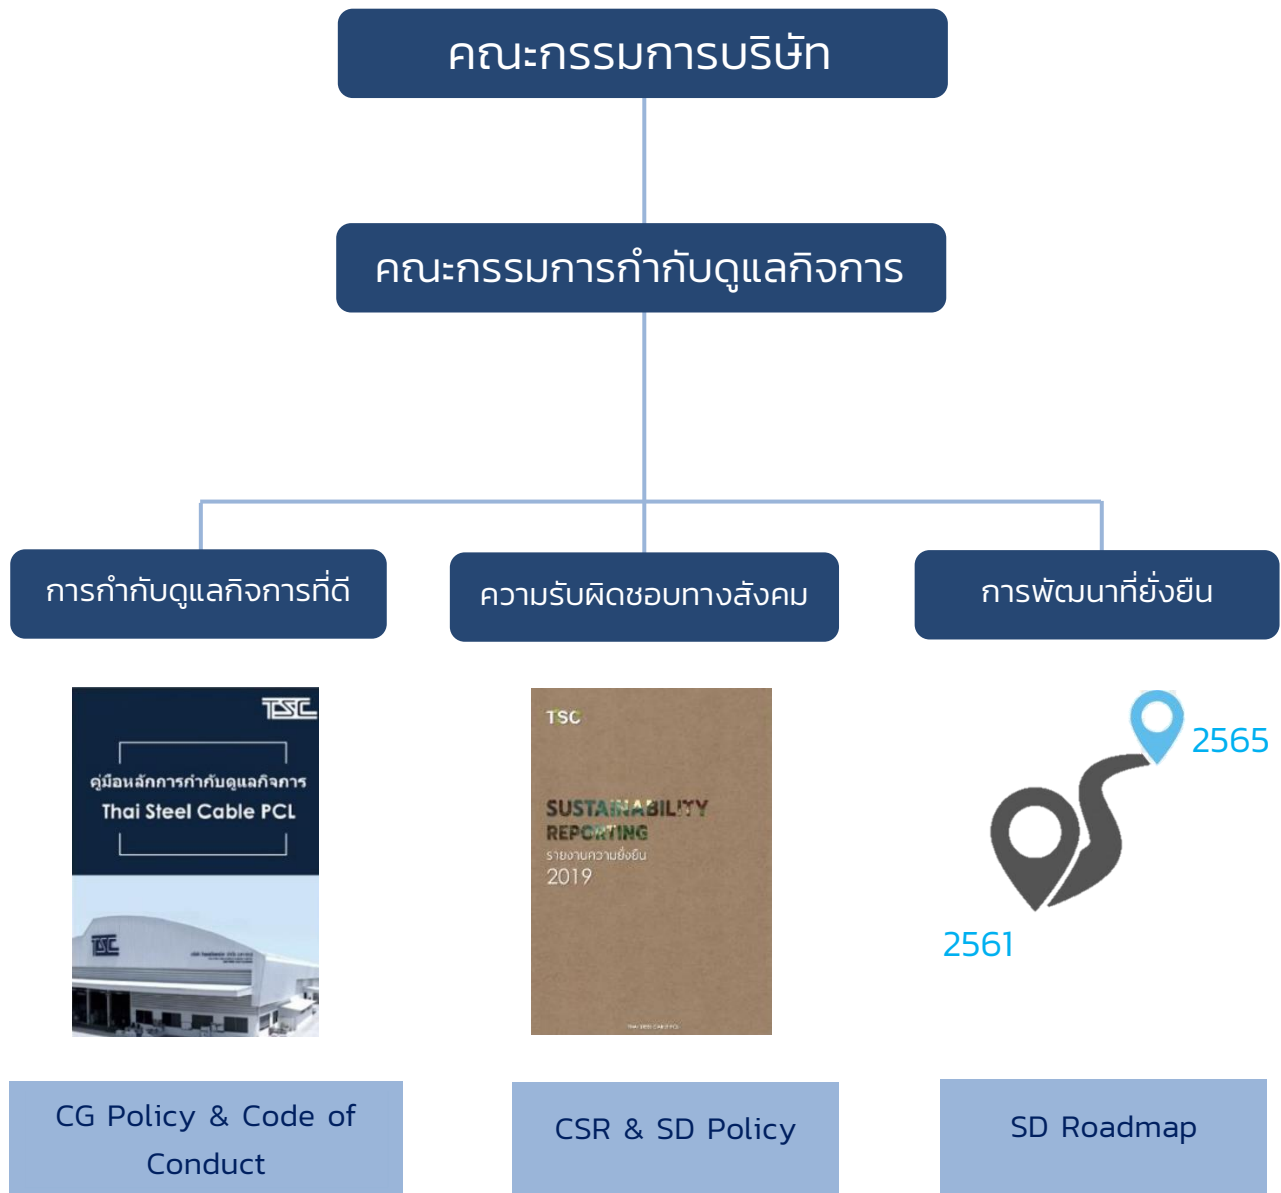 คณะกรรมการบริษัท
คณะกรรมการกำกับดูแลกิจการ
การกำกับดูแลกิจการที่ดี
ความรับผิดชอบทางสังคม
การพัฒนาที่ยั่งยืน
TSC
คู่มือหลักการกำกับดูแลกิจการ
Thai Steel Cable PCL
TSC
TSC
SUSTAINABILITY
REPORTING
รายงานความยั่งยืน
2019
THAI STEEL CABLE PCL
2565
2561
CG Policy & Code of
Conduct
CSR & SD Policy
SD Roadmap